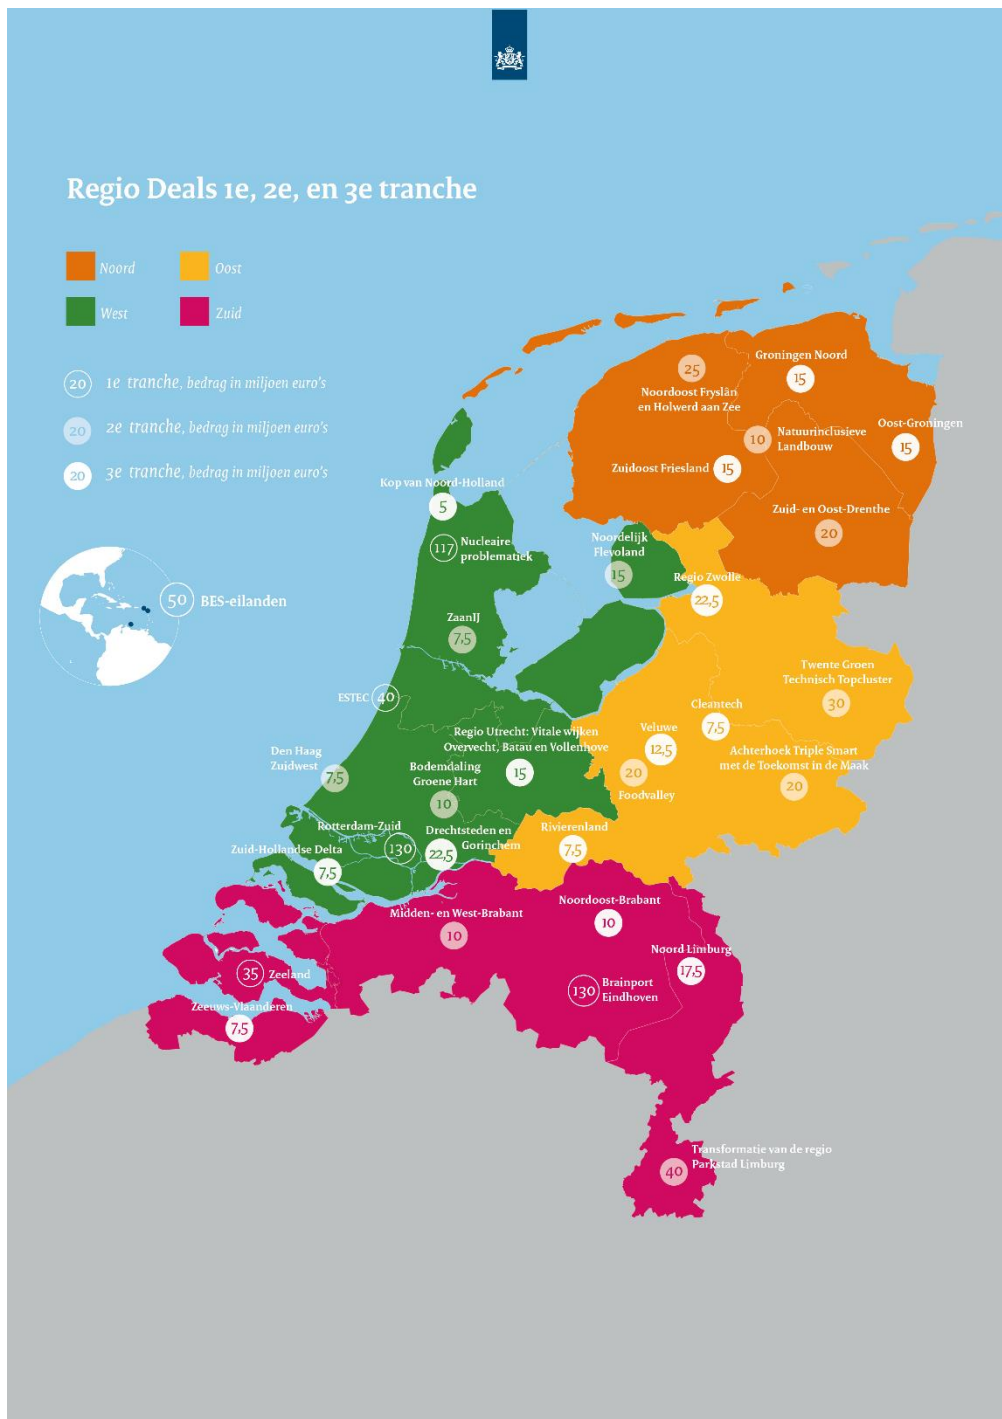 Regio Deals 1e, 2e, en 3e tranche
Noord
Oost
West
Zuid
20 1e tranche, bedrag in miljoen euro's
20 2e tranche, bedrag in miljoen euro's
20 3e tranche, bedrag in miljoen euro's
50 BES-eilanden
Groningen Noord
15
25
Noordoost Fryslân
en Holwerd aan Zee
Oost-Groningen
15
10 Natuurinclusieve
Landbouw
Zuidoost Friesland 15
Zuid- en Oost-Drenthe
20
Kop van Noord-Holland
5
117 Nucleaire
problematiek
Noordelijk
Flevoland
15
Regio Zwolle
22,5
ZaanIJ
7,5
Twente Groen
Technisch Topcluster
30
ESTEC 40
Cleantech
7,5
Veluwe
12,5
20
Foodvalley
Regio Utrecht: Vitale wijken
Overvecht, Batau en Vollenhove
15
Achterhoek Triple Smart
met de Toekomst in de Maak
20
Den Haag
Zuidwest
7,5
Bodemdaling
Groene Hart
10
Rotterdam-Zuid
130
Drechtsteden en
Gorinchem
22,5
Rivierenland
7,5
Zuid-Hollandse Delta
7,5
Noordoost-Brabant
10
Midden- en West-Brabant
10
Noord Limburg
17,5
35 Zeeland
130 Brainport
Eindhoven
Zeeuws-Vlaanderen
7,5
Transformatie van de regio
Parkstad Limburg
40